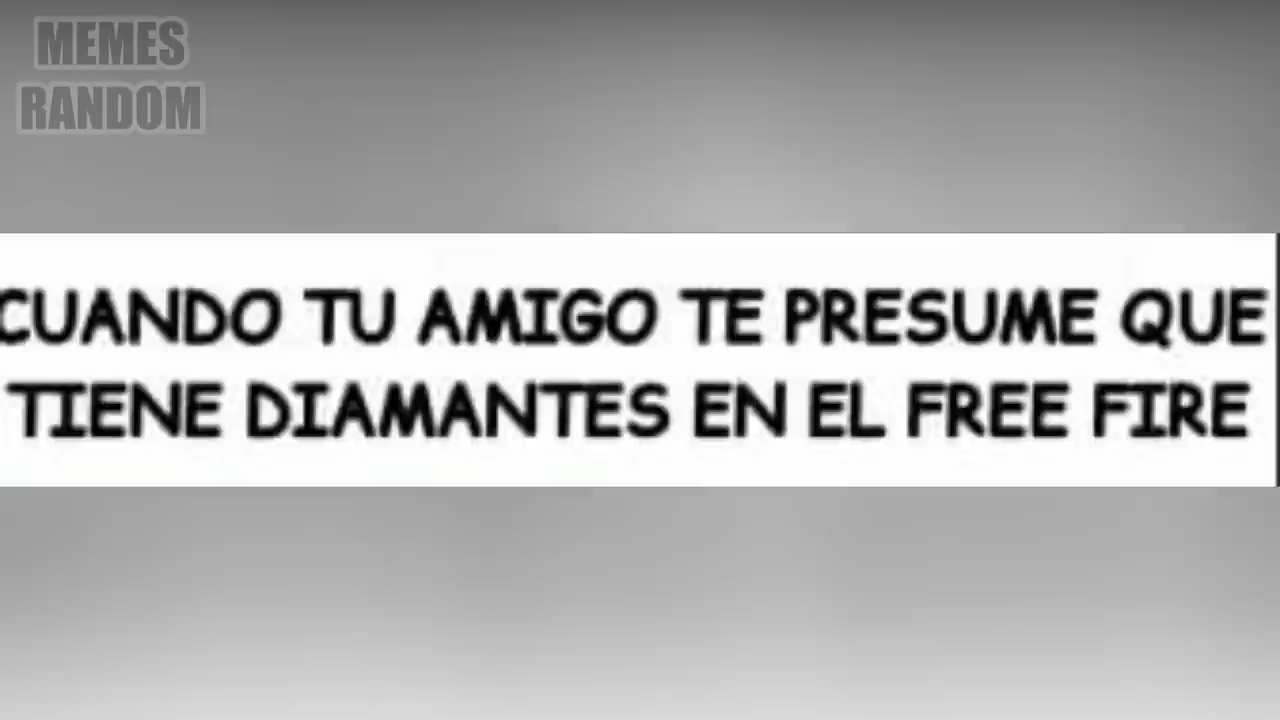 MEMES
RANDOM
CUANDO TU AMIGO TE PRESUME QUE
TIENE DIAMANTES EN EL FREE FIRE